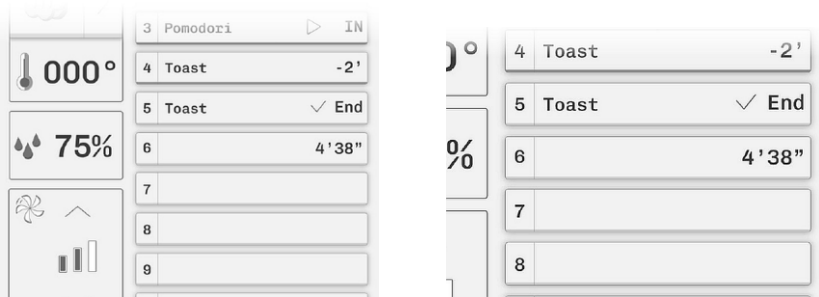 3 Pomodori IN
000°
4 Toast -2'
5 Toast ✓ End
75%
6 4'38"
7
8
9
°
4 Toast -2'
5 Toast ✓ End
%
6 4'38”
7
8